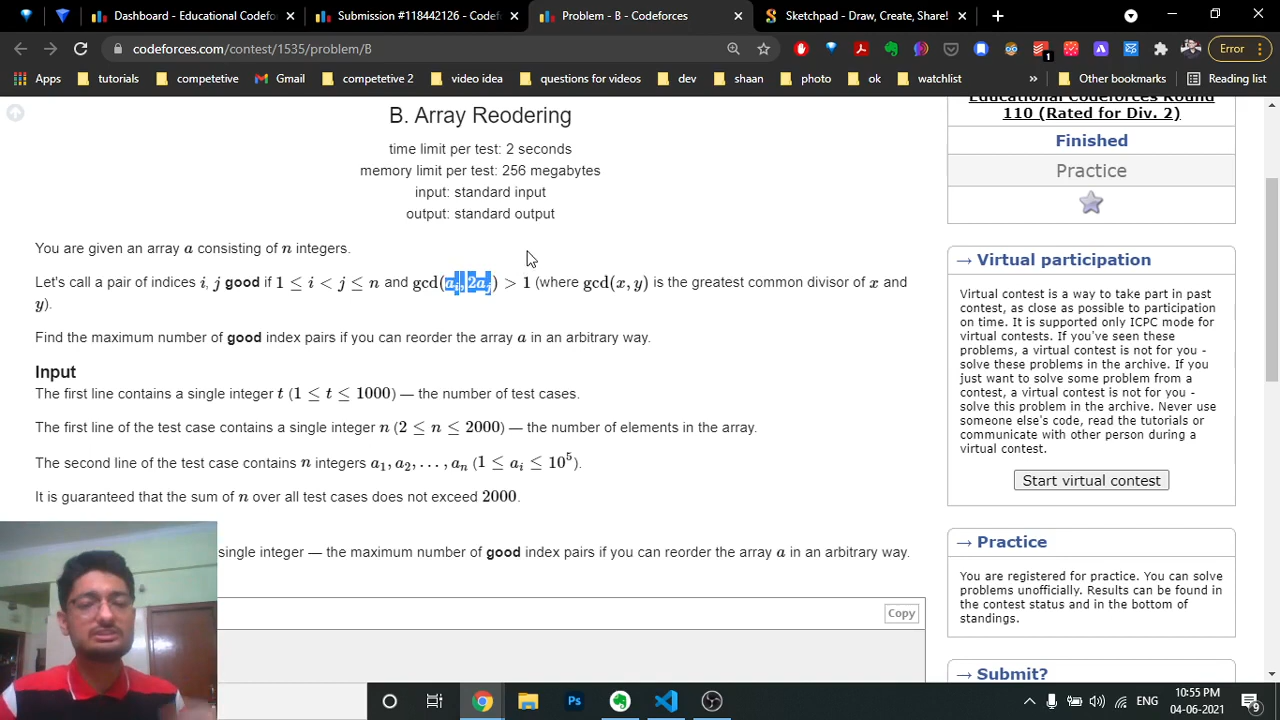 Dashboard - Educational Codefor
Submission #118442126 - Codefor
Problem - B - Codeforces
Sketchpad - Draw, Create, Share!
codeforces.com/contest/1535/problem/B
Error
1
Apps
tutorials
competetive
Gmail
competetive 2
video idea
questions for videos
dev
shaan
photo
ok
watchlist
»
Other bookmarks
Reading list
B. Array Reodering
time limit per test: 2 seconds
memory limit per test: 256 megabytes
input: standard input
output: standard output
You are given an array a consisting of n integers.
Let's call a pair of indices i, j good if 1 ≤ i < j ≤ n and gcd(a_i, 2a_j) > 1 (where gcd(x, y) is the greatest common divisor of x and
y).
Find the maximum number of good index pairs if you can reorder the array a in an arbitrary way.
Input
The first line contains a single integer t (1 ≤ t ≤ 1000) — the number of test cases.
The first line of the test case contains a single integer n (2 ≤ n ≤ 2000) — the number of elements in the array.
The second line of the test case contains n integers a_1, a_2, …, a_n (1 ≤ a_i ≤ 10^5).
It is guaranteed that the sum of n over all test cases does not exceed 2000.
single integer — the maximum number of good index pairs if you can reorder the array a in an arbitrary way.
Copy
Educational Codeforces Round
110 (Rated for Div. 2)
Finished
Practice
→ Virtual participation
Virtual contest is a way to take part in past
contest, as close as possible to participation
on time. It is supported only ICPC mode for
virtual contests. If you've seen these
problems, a virtual contest is not for you -
solve these problems in the archive. If you
just want to solve some problem from a
contest, a virtual contest is not for you -
solve this problem in the archive. Never use
someone else's code, read the tutorials or
communicate with other person during a
virtual contest.
Start virtual contest
→ Practice
You are registered for practice. You can solve
problems unofficially. Results can be found in
the contest status and in the bottom of
standings.
→ Submit?
ENG
10:55 PM
04-06-2021
9